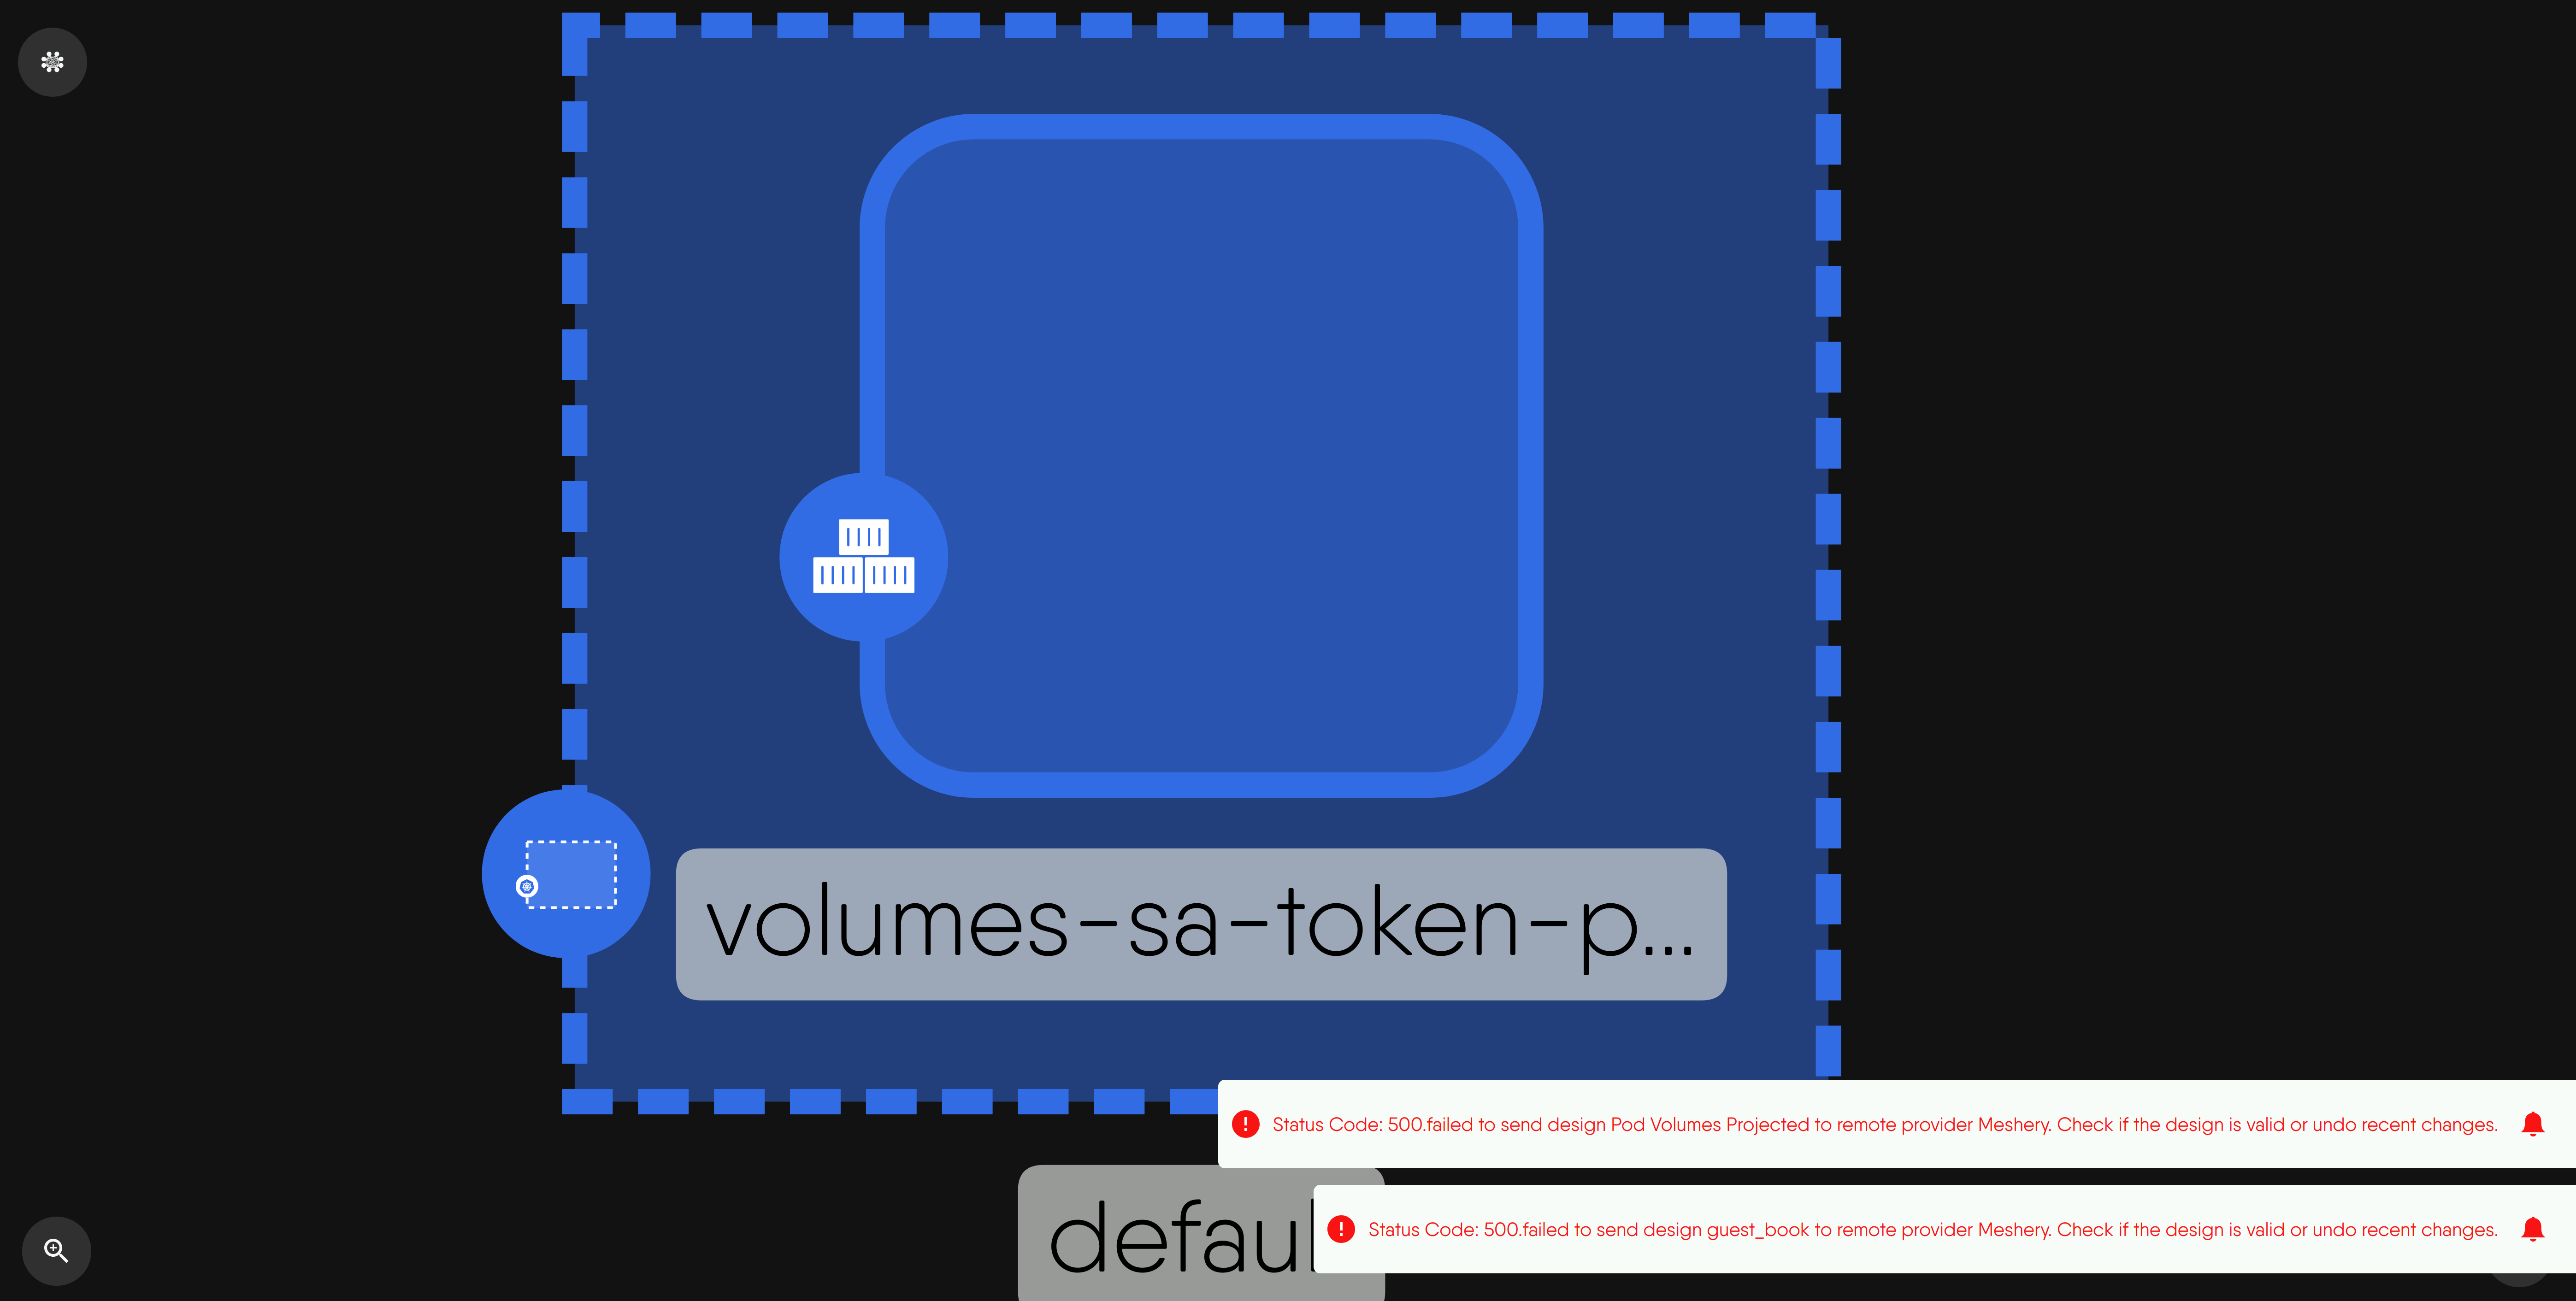 volumes-sa-token-p...
Status Code: 500.failed to send design Pod Volumes Projected to remote provider Meshery. Check if the design is valid or undo recent changes.
defau
Status Code: 500.failed to send design guest_book to remote provider Meshery. Check if the design is valid or undo recent changes.